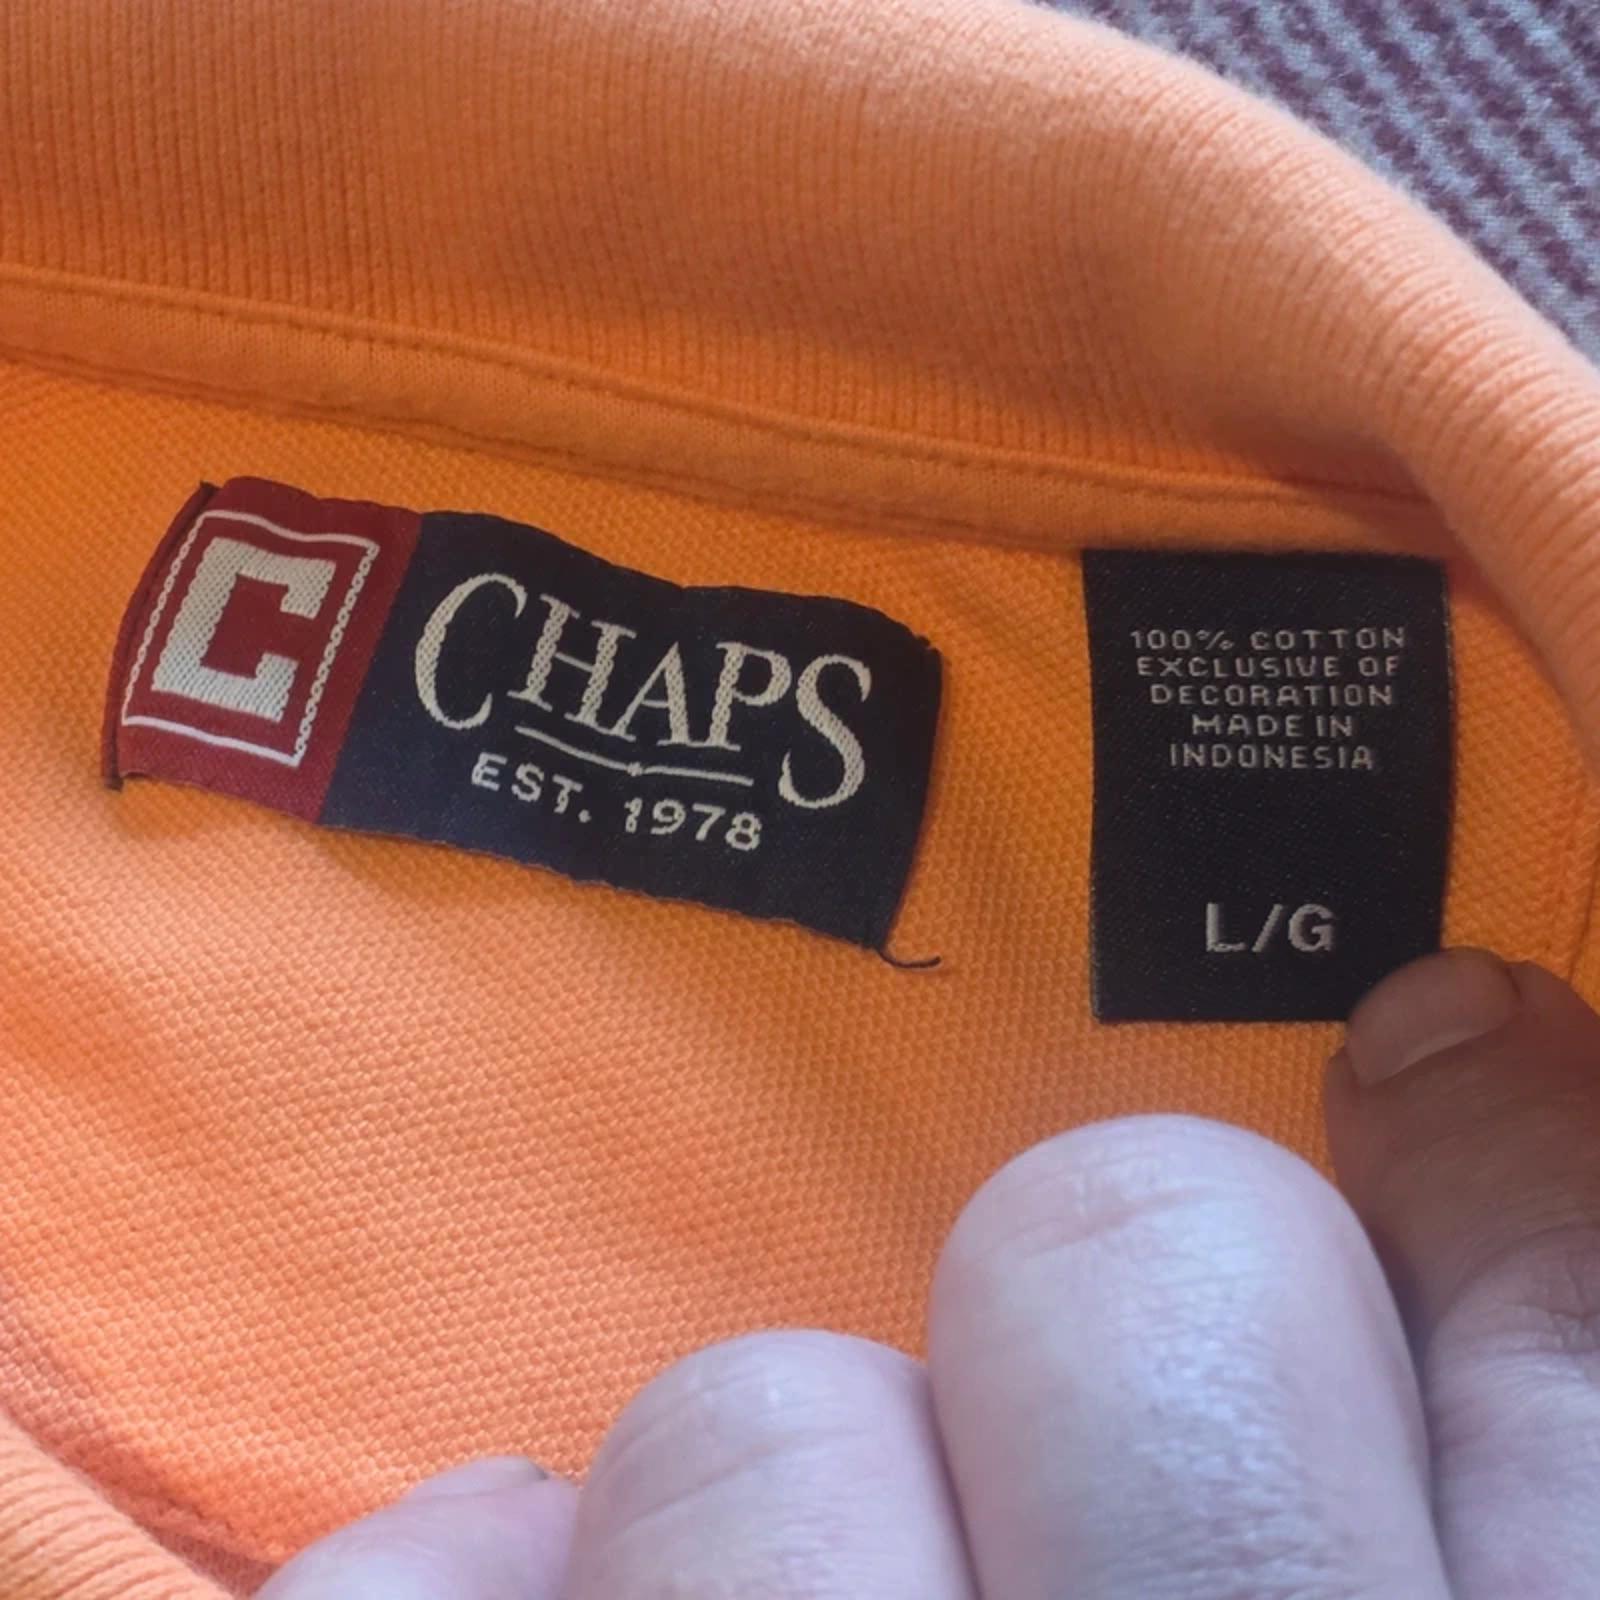 C
CHAPS
EST. 1978
100% COTTON
EXCLUSIVE OF
DECORATION
MADE IN
INDONESIA
L/G